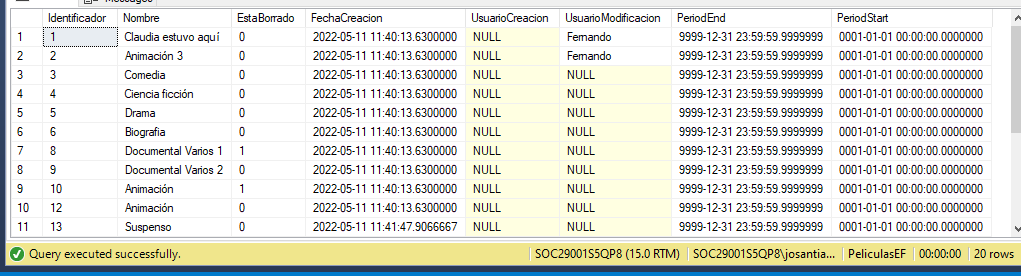 Messages
Identificador Nombre EstaBorrado FechaCreacion UsuarioCreacion UsuarioModificacion PeriodEnd PeriodStart
1 1 Claudia estuvo aquí 0 2022-05-11 11:40:13.6300000 NULL Fernando 9999-12-31 23:59:59.9999999 0001-01-01 00:00:00.0000000
2 2 Animación 3 0 2022-05-11 11:40:13.6300000 NULL Fernando 9999-12-31 23:59:59.9999999 0001-01-01 00:00:00.0000000
3 3 Comedia 0 2022-05-11 11:40:13.6300000 NULL NULL 9999-12-31 23:59:59.9999999 0001-01-01 00:00:00.0000000
4 4 Ciencia ficción 0 2022-05-11 11:40:13.6300000 NULL NULL 9999-12-31 23:59:59.9999999 0001-01-01 00:00:00.0000000
5 5 Drama 0 2022-05-11 11:40:13.6300000 NULL NULL 9999-12-31 23:59:59.9999999 0001-01-01 00:00:00.0000000
6 6 Biografia 0 2022-05-11 11:40:13.6300000 NULL NULL 9999-12-31 23:59:59.9999999 0001-01-01 00:00:00.0000000
7 8 Documental Varios 1 1 2022-05-11 11:40:13.6300000 NULL NULL 9999-12-31 23:59:59.9999999 0001-01-01 00:00:00.0000000
8 9 Documental Varios 2 0 2022-05-11 11:40:13.6300000 NULL NULL 9999-12-31 23:59:59.9999999 0001-01-01 00:00:00.0000000
9 10 Animación 1 2022-05-11 11:40:13.6300000 NULL NULL 9999-12-31 23:59:59.9999999 0001-01-01 00:00:00.0000000
10 12 Animación 0 2022-05-11 11:40:13.6300000 NULL NULL 9999-12-31 23:59:59.9999999 0001-01-01 00:00:00.0000000
11 13 Suspenso 0 2022-05-11 11:41:47.9066667 NULL NULL 9999-12-31 23:59:59.9999999 0001-01-01 00:00:00.0000000
Query executed successfully. SOC29001S5QP8 (15.0 RTM) SOC29001S5QP8\josantia... PeliculasEF 00:00:00 20 rows